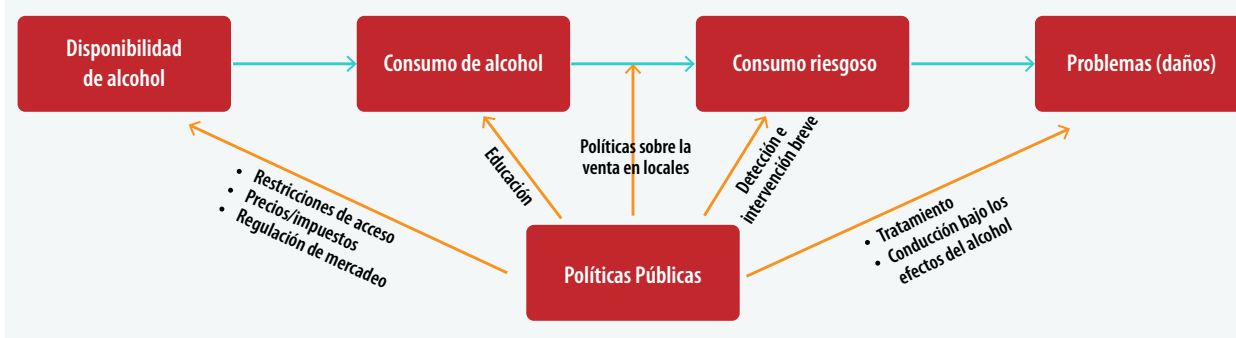 Disponibilidad
de alcohol
Consumo de alcohol
Consumo riesgoso
Problemas (daños)
• Restricciones de acceso
• Precios/impuestos
• Regulación de mercadeo
Educación
Políticas sobre la
venta en locales
Detección e
intervención breve
• Tratamiento
• Conducción bajo los
efectos del alcohol
Políticas Públicas